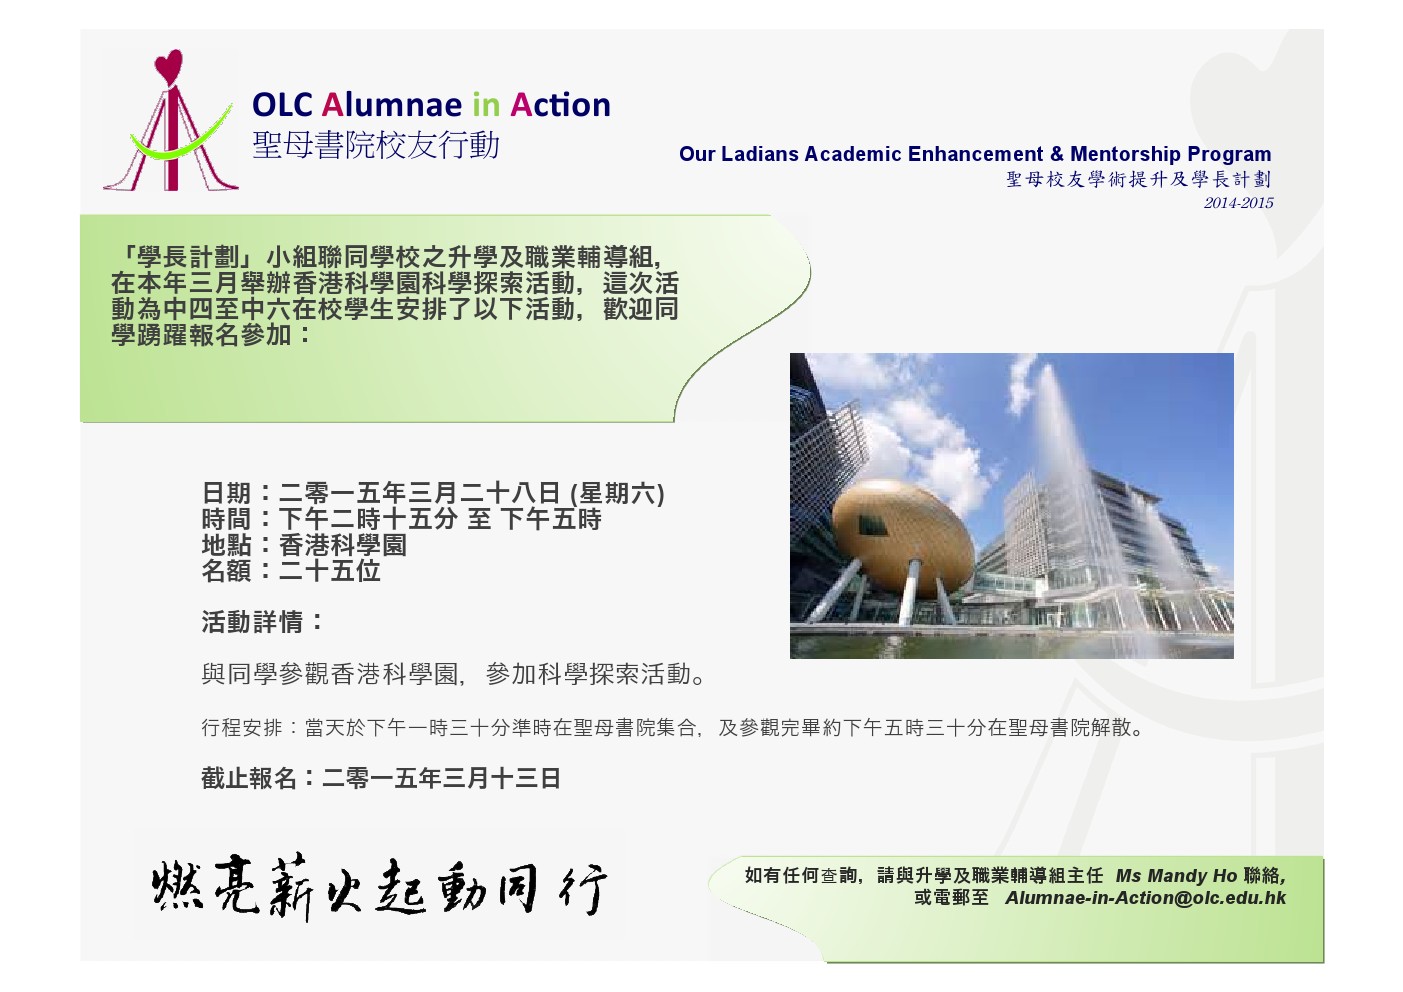 OLC Alumnae in Action
聖母書院校友行動
Our Ladians Academic Enhancement & Mentorship Program
聖母校友學術提升及學長計劃
2014-2015
「學長計劃」小組聯同學校之升學及職業輔導組,
在本年三月舉辦香港科學園科學探索活動, 這次活
動為中四至中六在校學生安排了以下活動, 歡迎同
學踴躍報名參加：
日期：二零一五年三月二十八日 (星期六)
時間：下午二時十五分 至 下午五時
地點：香港科學園
名額：二十五位
活動詳情：
與同學參觀香港科學園, 參加科學探索活動。
行程安排：當天於下午一時三十分準時在聖母書院集合, 及參觀完畢約下午五時三十分在聖母書院解散。
截止報名：二零一五年三月十三日
燃亮薪火起動同行
如有任何查詢, 請與升學及職業輔導組主任 Ms Mandy Ho 聯絡,
或電郵至 Alumnae-in-Action@olc.edu.hk